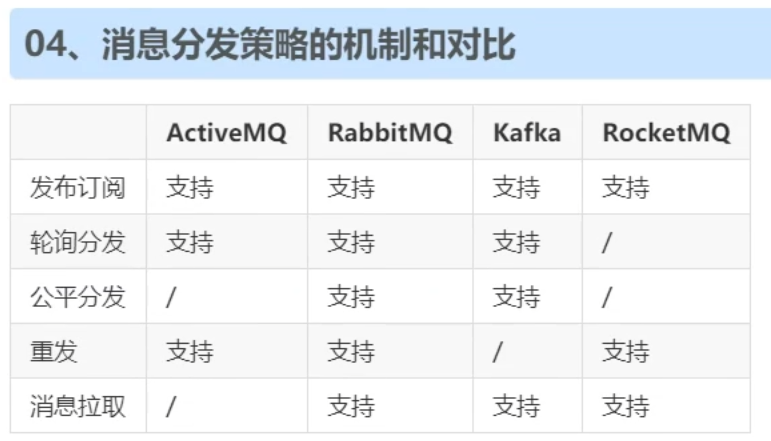 04、消息分发策略的机制和对比
ActiveMQ RabbitMQ Kafka RocketMQ
发布订阅 支持 支持 支持 支持
轮询分发 支持 支持 支持 /
公平分发 / 支持 支持 /
重发 支持 支持 / 支持
消息拉取 / 支持 支持 支持